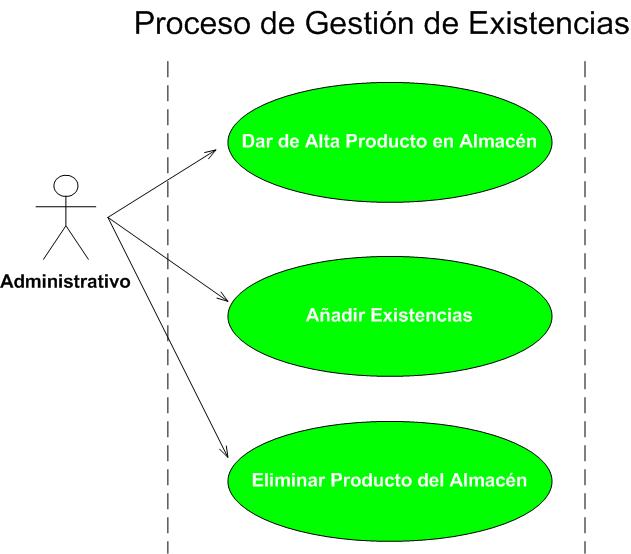 Proceso de Gestión de Existencias
Dar de Alta Producto en Almacén
Administrativo
Añadir Existencias
Eliminar Producto del Almacén